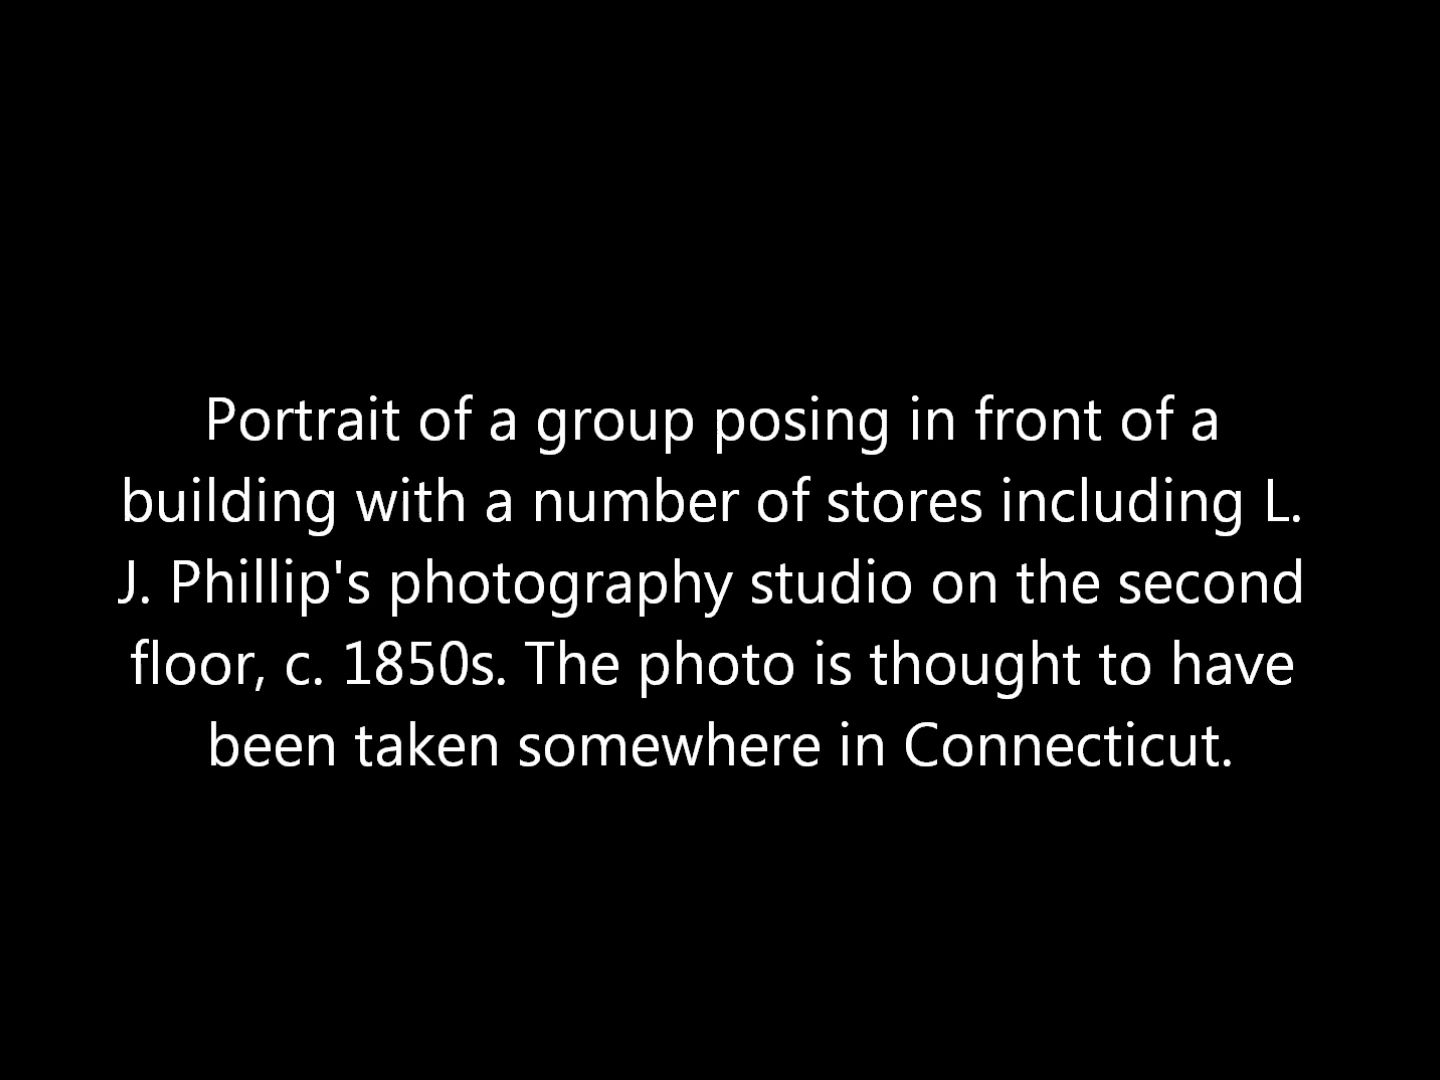 Portrait of a group posing in front of a
building with a number of stores including L.
J. Phillip's photography studio on the second
floor, c. 1850s. The photo is thought to have
been taken somewhere in Connecticut.